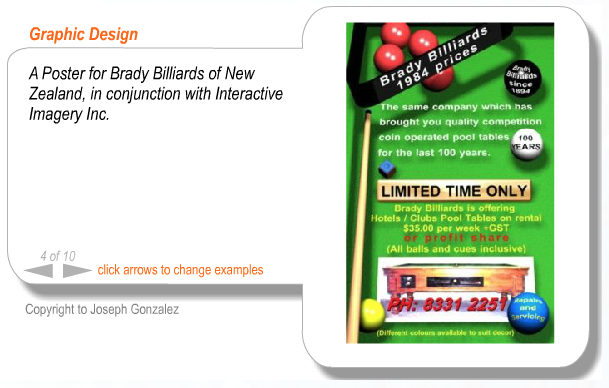 Graphic Design
A Poster for Brady Billiards of New
Zealand, in conjunction with Interactive
Imagery Inc.
4 of 10
click arrows to change examples
Copyright to Joseph Gonzalez
Brady Billiards
1984 prices
Brady
Billiards
since
1894
The same company which has
brought you quality competition
coin operated pool tables
for the last 100 years.
100
YEARS
LIMITED TIME ONLY
Brady Billiards is offering
Hotels / Clubs Pool Tables on rental
$35.00 per week +GST
or profit share
(All balls and cues inclusive)
PH: 8331 2251
Repairs
and
Servicing
(Different colours available to suit decor)